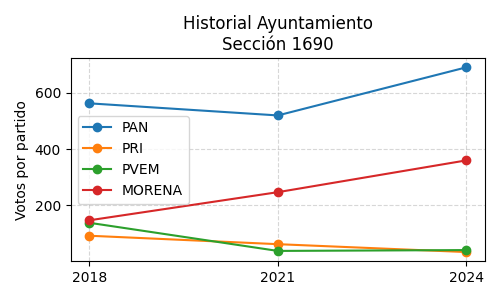 Historial Ayuntamiento
Sección 1690
Votos por partido
600
400
200
PAN
PRI
PVEM
MORENA
2018
2021
2024